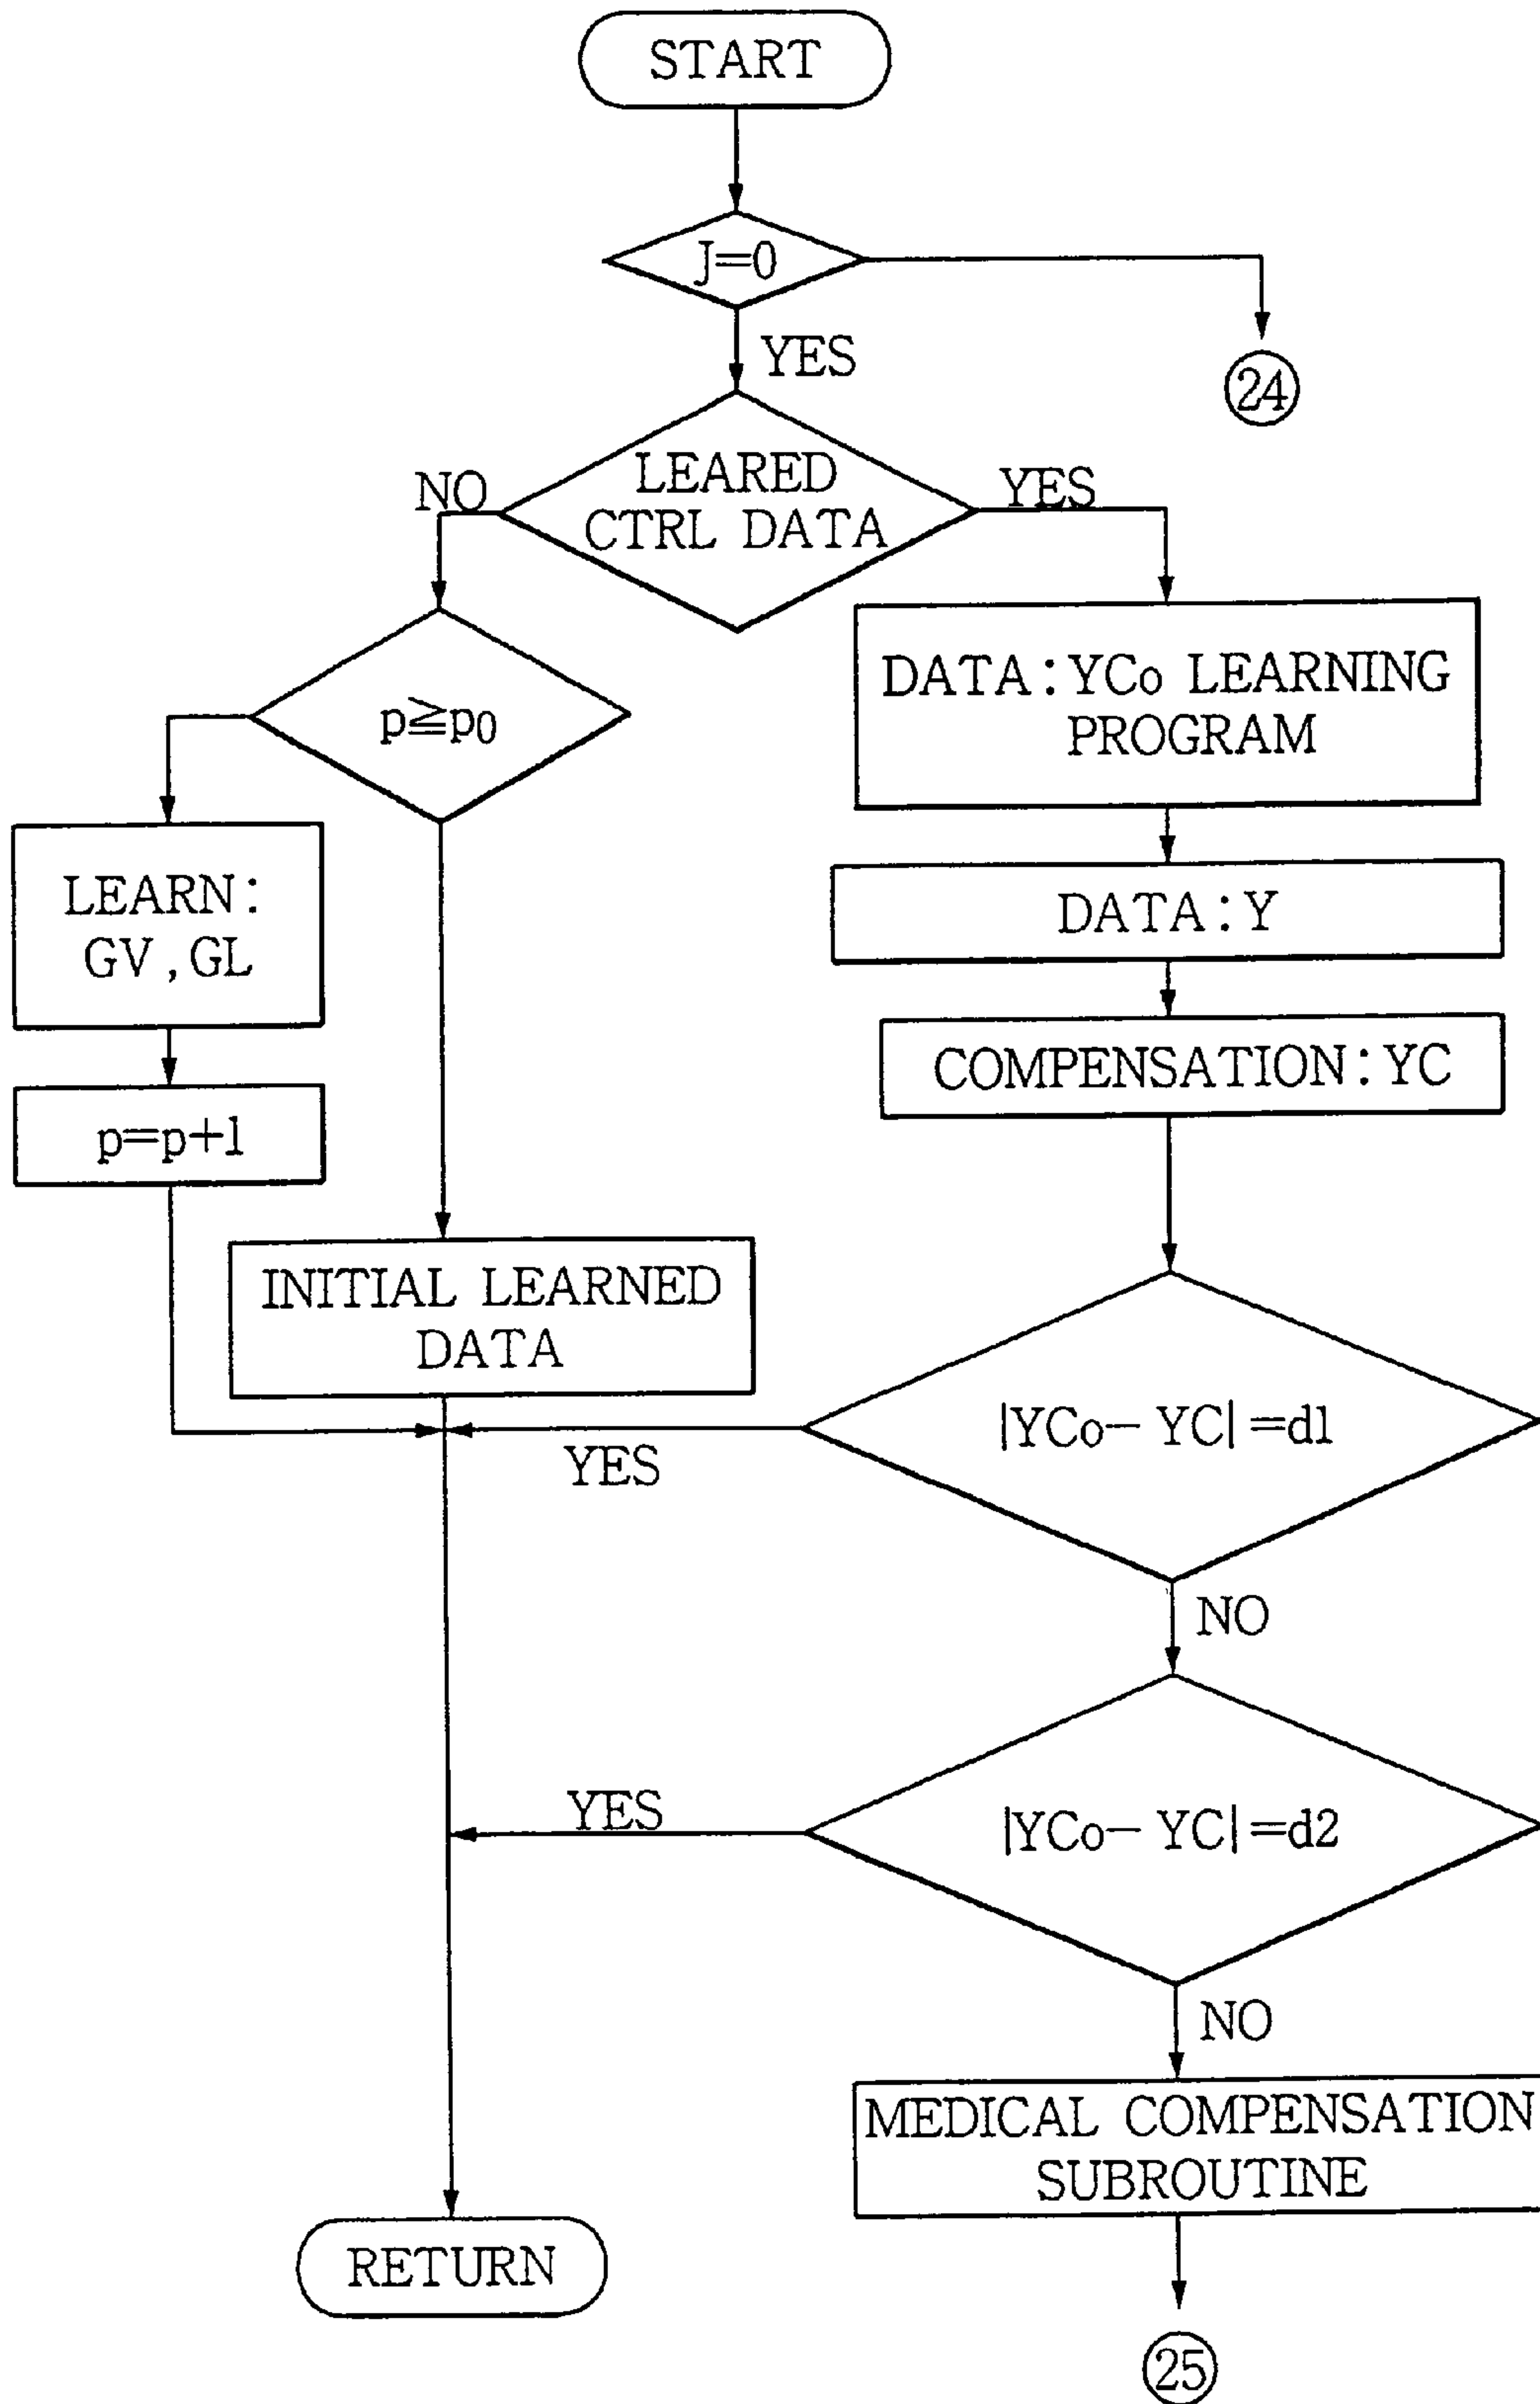 START
J=0
YES
24
LEARED
CTRL DATA
NO
YES
p≧p0
DATA:YCo LEARNING
PROGRAM
LEARN:
GV,GL
DATA:Y
COMPENSATION:YC
p=p+1
INITIAL LEARNED
DATA
|YCo-YC|=d1
YES
NO
|YCo-YC|=d2
YES
NO
MEDICAL COMPENSATION
SUBROUTINE
RETURN
25